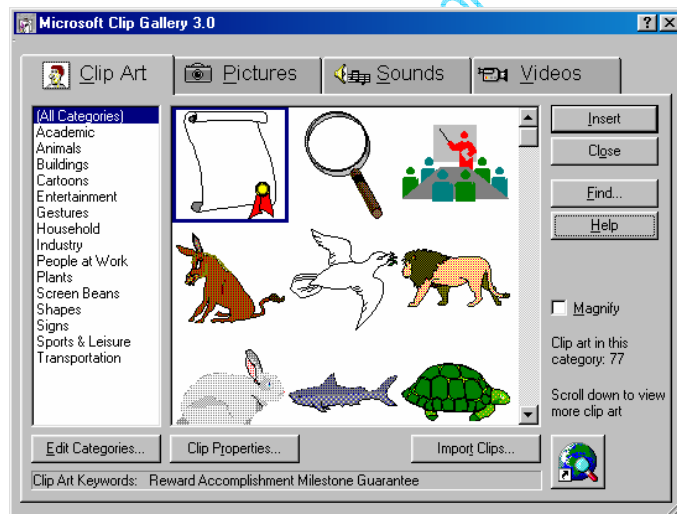 Microsoft Clip Gallery 3.0
Clip Art
Pictures
Sounds
Videos
(All Categories)
Academic
Animals
Buildings
Cartoons
Entertainment
Gestures
Household
Industry
People at Work
Plants
Screen Beans
Shapes
Signs
Sports & Leisure
Transportation
Insert
Close
Find...
Help
Magnify
Clip art in this
category: 77
Scroll down to view
more clip art
Edit Categories...
Clip Properties...
Import Clips...
Clip Art Keywords: Reward Accomplishment Milestone Guarantee